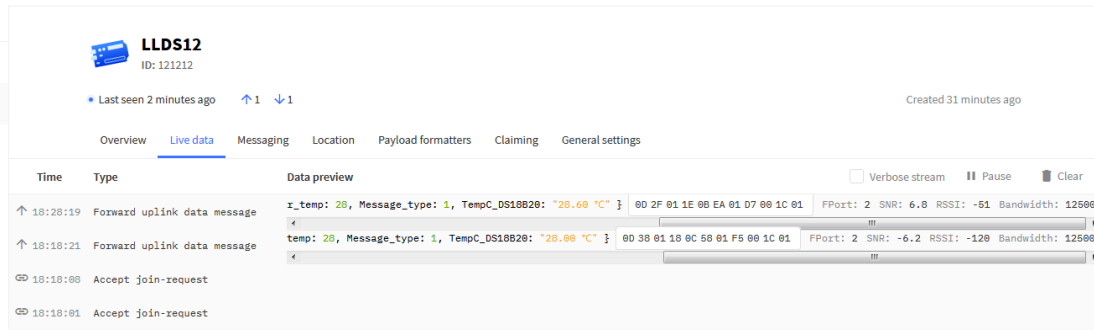 LLDS12
ID: 121212
Last seen 2 minutes ago ↑1 ↓1 Created 31 minutes ago
Overview Live data Messaging Location Payload formatters Claiming General settings
Time Type Data preview Verbose stream Pause Clear
18:28:19 Forward uplink data message r_temp: 28, Message_type: 1, TempC_DS18B20: "28.60 °C" } 0D 2F 01 1E 0B EA 01 D7 00 1C 01 FPort: 2 SNR: 6.8 RSSI: -51 Bandwidth: 12500
18:18:21 Forward uplink data message temp: 28, Message_type: 1, TempC_DS18B20: "28.00 °C" } 0D 38 01 18 0C 58 01 F5 00 1C 01 FPort: 2 SNR: -6.2 RSSI: -120 Bandwidth: 12500
18:18:08 Accept join-request
18:18:01 Accept join-request